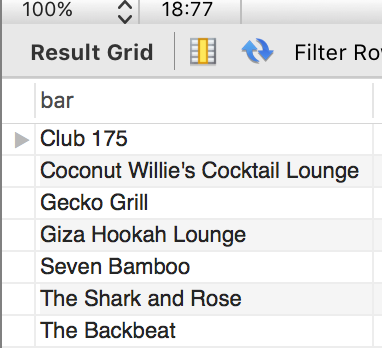 100% 18:77
Result Grid Filter Ro
bar
Club 175
Coconut Willie's Cocktail Lounge
Gecko Grill
Giza Hookah Lounge
Seven Bamboo
The Shark and Rose
The Backbeat